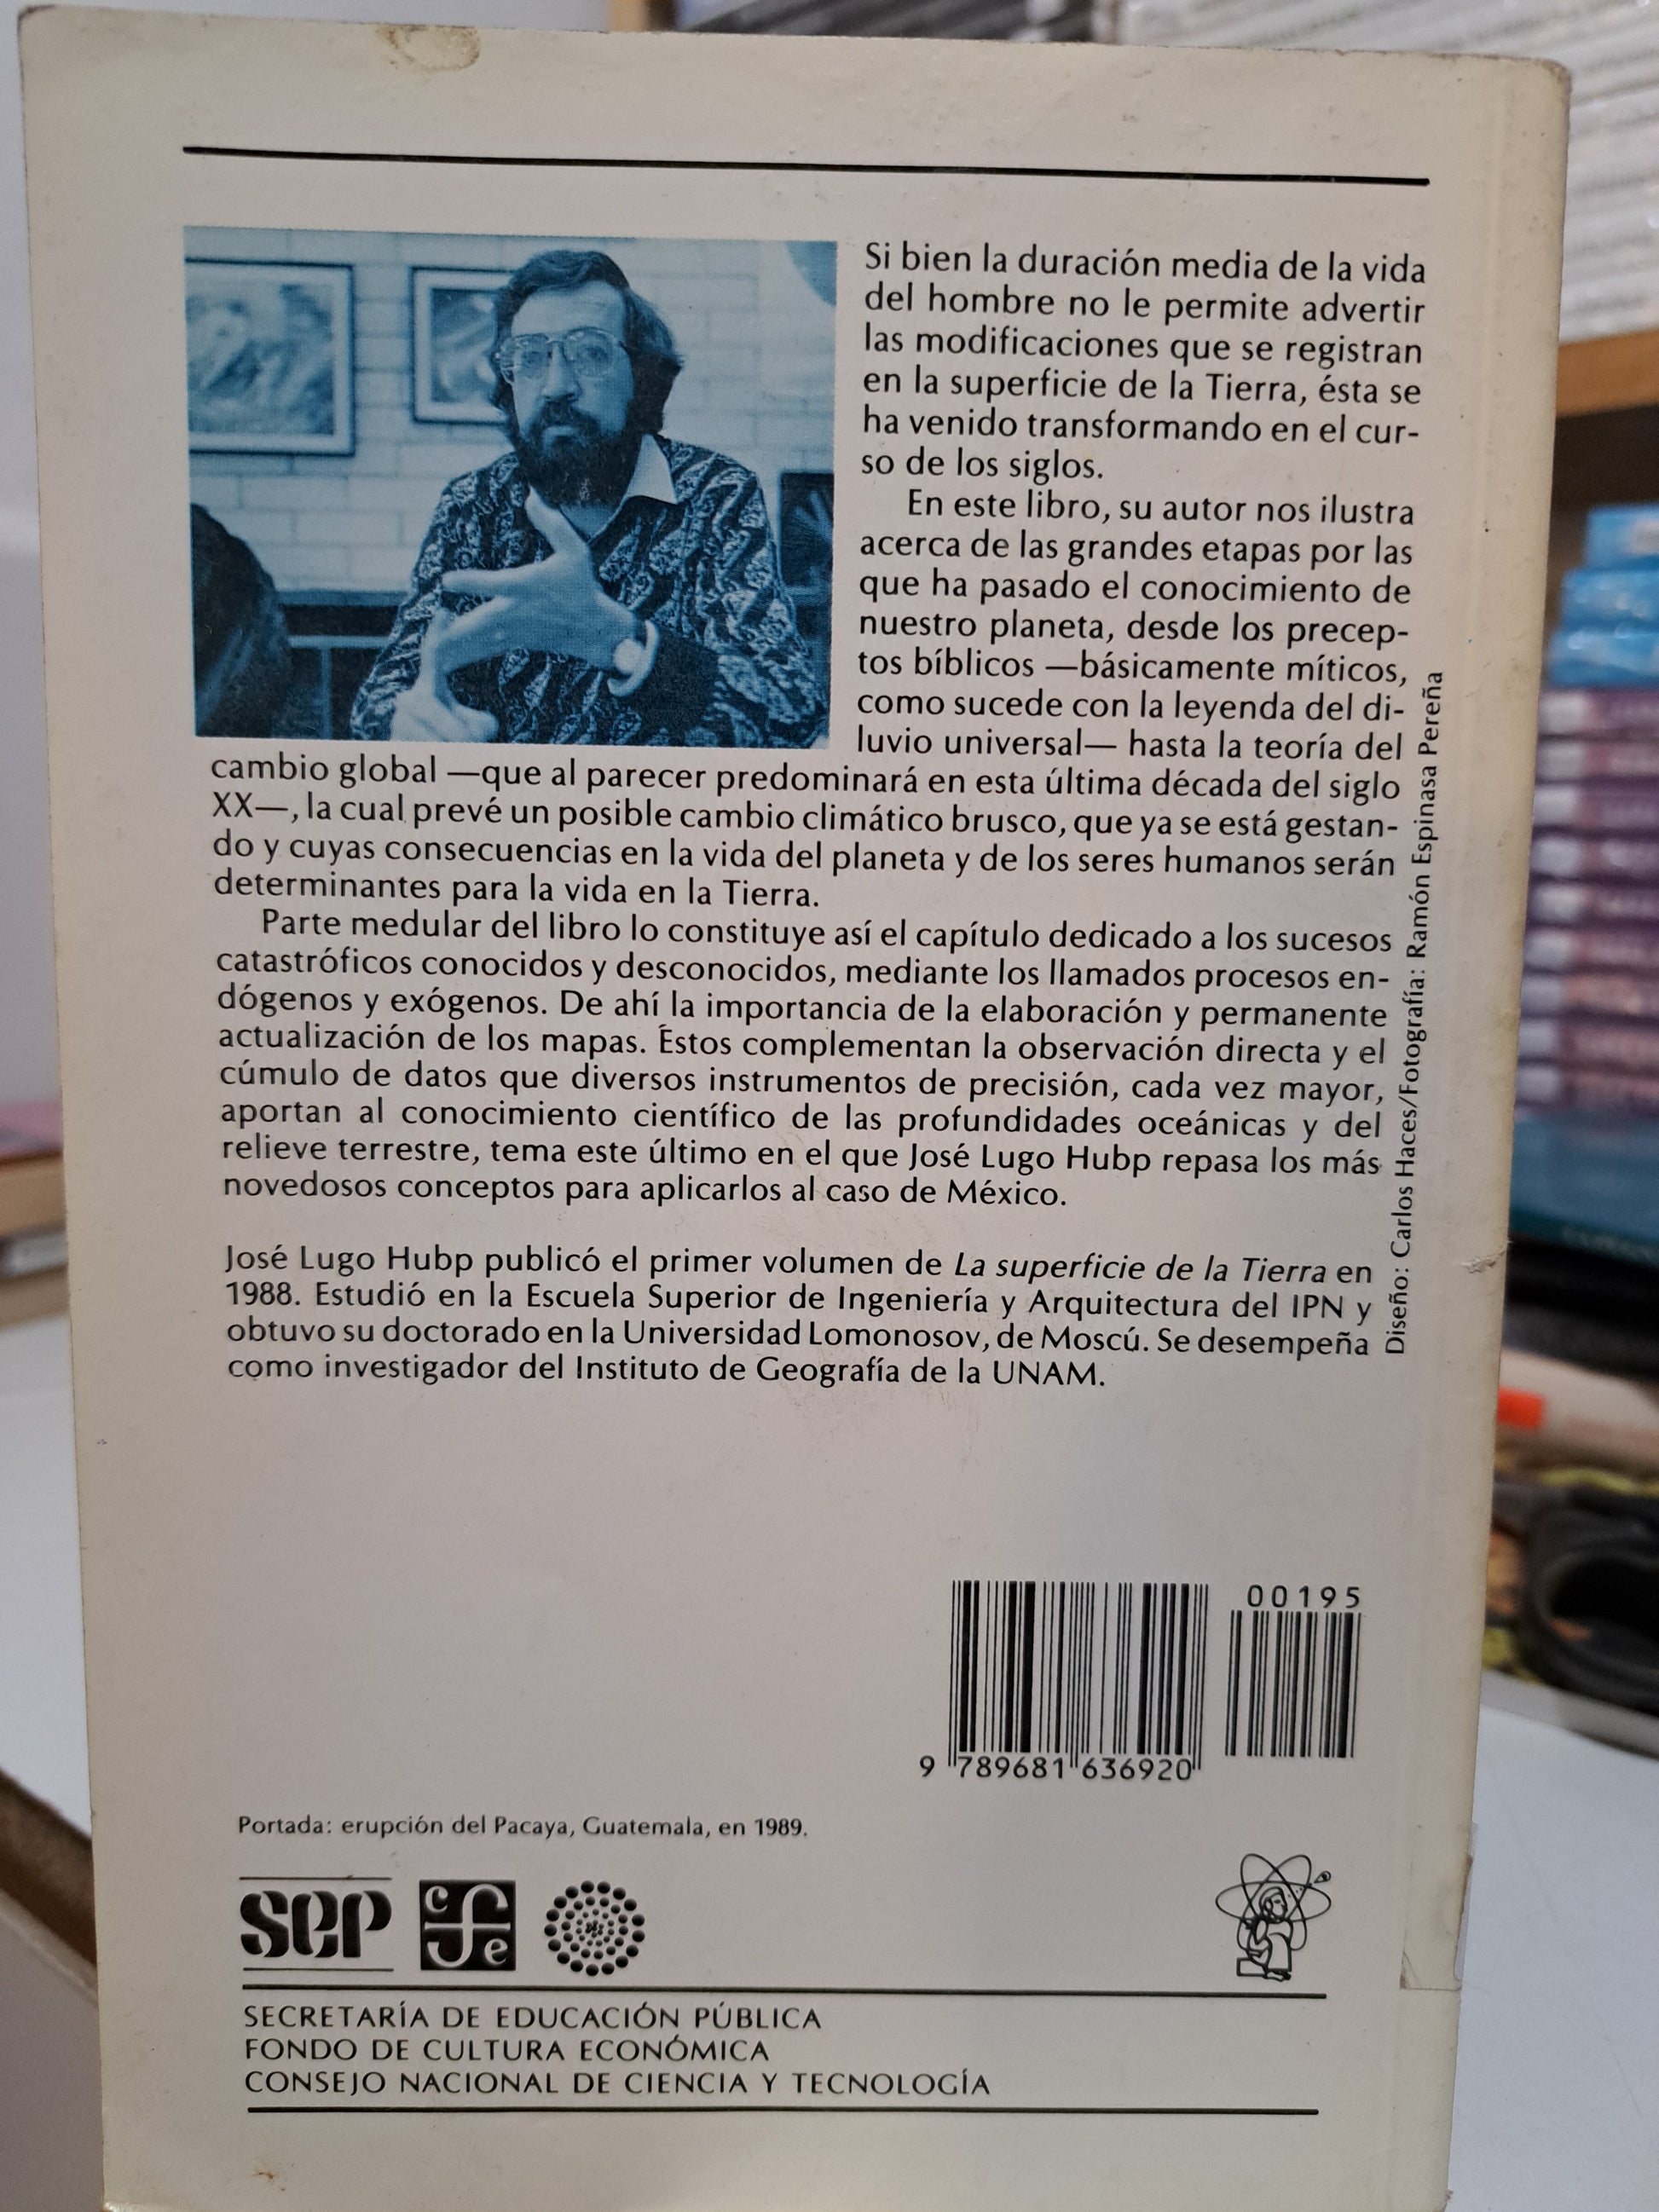 Si bien la duración media de la vida
del hombre no le permite advertir
las modificaciones que se registran
en la superficie de la Tierra, ésta se
ha venido transformando en el cur-
so de los siglos.
En este libro, su autor nos ilustra
acerca de las grandes etapas por las
que ha pasado el conocimiento de
nuestro planeta, desde los precep-
tos bíblicos —básicamente míticos,
como sucede con la leyenda del di-
luvio universal— hasta la teoría del
cambio global —que al parecer predominará en esta última década del siglo
XX—, la cual prevé un posible cambio climático brusco, que ya se está gestan-
do y cuyas consecuencias en la vida del planeta y de los seres humanos serán
determinantes para la vida en la Tierra.
Parte medular del libro lo constituye así el capítulo dedicado a los sucesos
catastróficos conocidos y desconocidos, mediante los llamados procesos en-
dógenos y exógenos. De ahí la importancia de la elaboración y permanente
actualización de los mapas. Éstos complementan la observación directa y el
cúmulo de datos que diversos instrumentos de precisión, cada vez mayor,
aportan al conocimiento científico de las profundidades oceánicas y del
relieve terrestre, tema este último en el que José Lugo Hubp repasa los más
novedosos conceptos para aplicarlos al caso de México.
José Lugo Hubp publicó el primer volumen de La superficie de la Tierra en
1988. Estudió en la Escuela Superior de Ingeniería y Arquitectura del IPN y
obtuvo su doctorado en la Universidad Lomonosov, de Moscú. Se desempeña
como investigador del Instituto de Geografía de la UNAM.
Diseño: Carlos Haces/Fotografía: Ramón Espinasa Pereña
00195
9 789681 636920
Portada: erupción del Pacaya, Guatemala, en 1989.
SEP
cfe
SECRETARÍA DE EDUCACIÓN PÚBLICA
FONDO DE CULTURA ECONÓMICA
CONSEJO NACIONAL DE CIENCIA Y TECNOLOGÍA